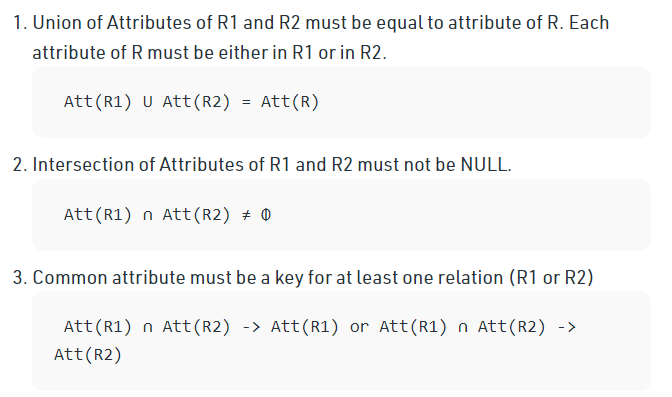 1. Union of Attributes of R1 and R2 must be equal to attribute of R. Each
attribute of R must be either in R1 or in R2.
Att(R1) U Att(R2) = Att(R)
2. Intersection of Attributes of R1 and R2 must not be NULL.
Att(R1) ∩ Att(R2) ≠ Φ
3. Common attribute must be a key for at least one relation (R1 or R2)
Att(R1) ∩ Att(R2) -> Att(R1) or Att(R1) ∩ Att(R2) ->
Att(R2)